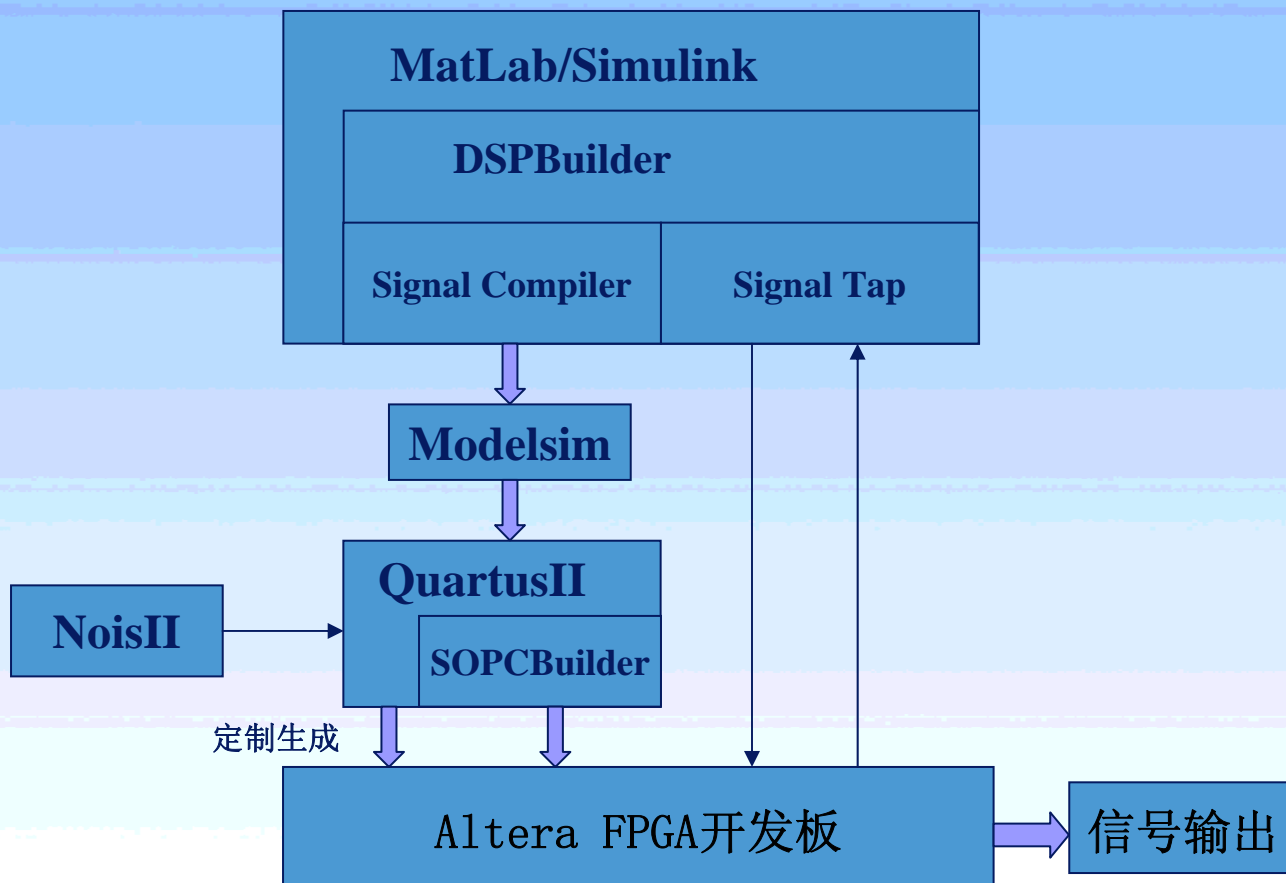 MatLab/Simulink
DSPBuilder
Signal Compiler
Signal Tap
Modelsim
QuartusII
NoisII
SOPCBuilder
定制生成
Altera FPGA开发板
信号输出